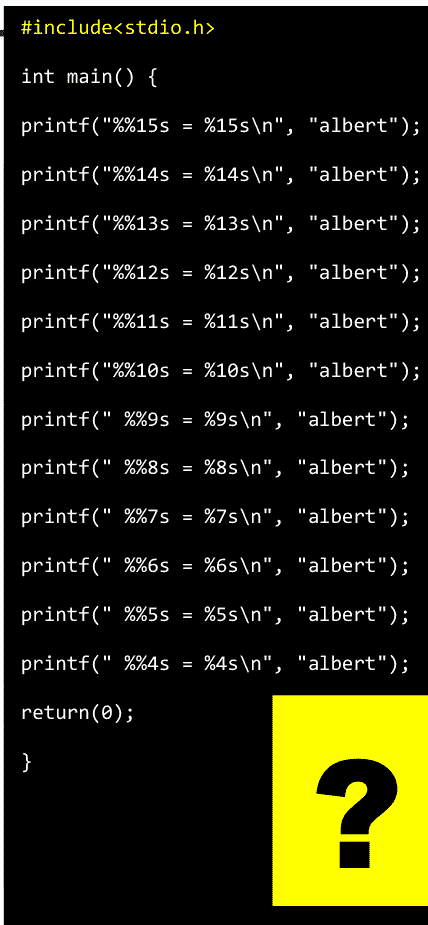 #include<stdio.h>
int main() {
printf("%%15s = %15s\n", "albert");
printf("%%14s = %14s\n", "albert");
printf("%%13s = %13s\n", "albert");
printf("%%12s = %12s\n", "albert");
printf("%%11s = %11s\n", "albert");
printf("%%10s = %10s\n", "albert");
printf(" %%9s = %9s\n", "albert");
printf(" %%8s = %8s\n", "albert");
printf(" %%7s = %7s\n", "albert");
printf(" %%6s = %6s\n", "albert");
printf(" %%5s = %5s\n", "albert");
printf(" %%4s = %4s\n", "albert");
return(0);
}
?